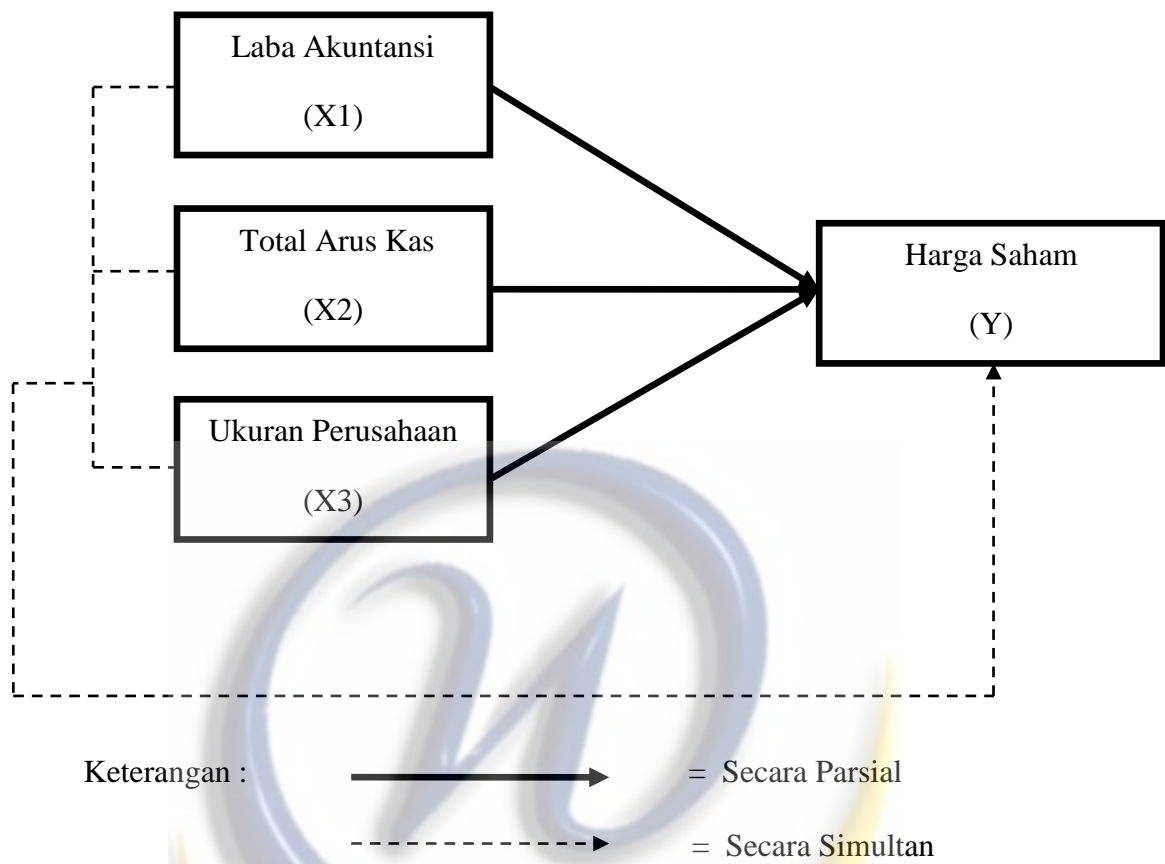 Laba Akuntansi
(X1)
Total Arus Kas
(X2)
Ukuran Perusahaan
(X3)
Harga Saham
(Y)
Keterangan :
= Secara Parsial
= Secara Simultan